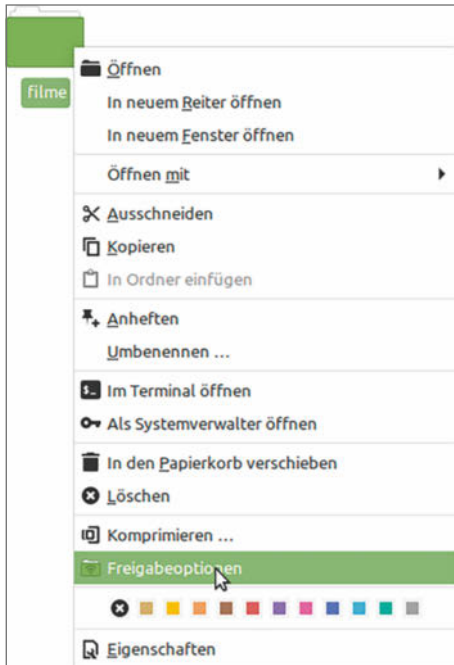 filme
Öffnen
In neuem Reiter öffnen
In neuem Fenster öffnen
Öffnen mit
Ausschneiden
Kopieren
In Ordner einfügen
Anheften
Umbenennen ...
Im Terminal öffnen
Als Systemverwalter öffnen
In den Papierkorb verschieben
Löschen
Komprimieren ...
Freigabeoptionen
Eigenschaften